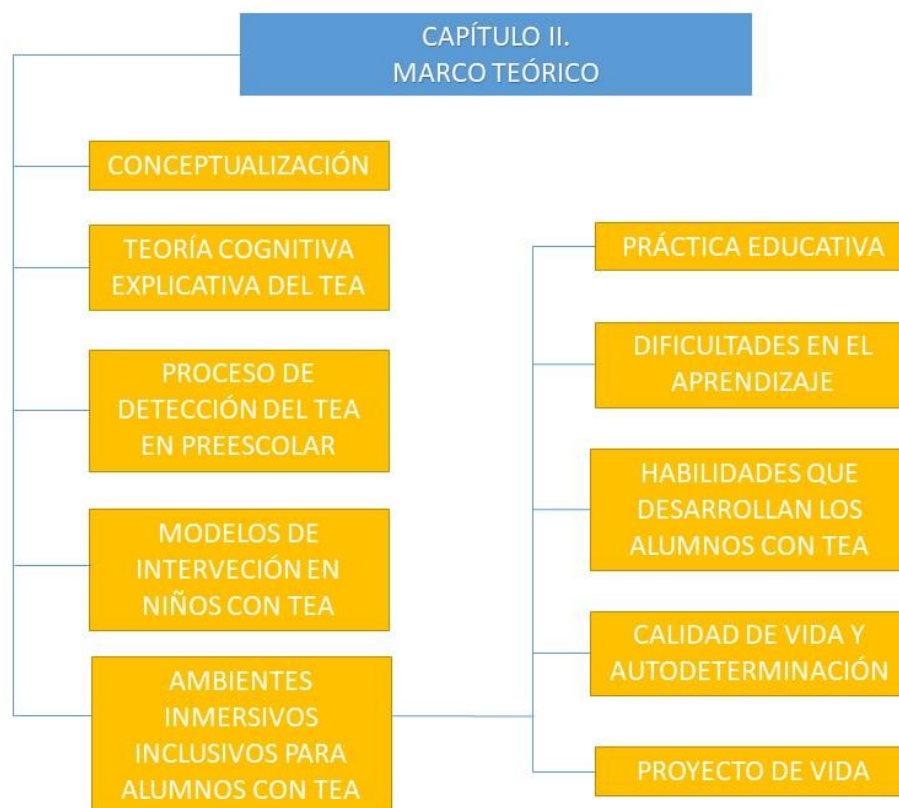 CAPÍTULO II.
MARCO TEÓRICO
CONCEPTUALIZACIÓN
TEORÍA COGNITIVA
EXPLICATIVA DEL TEA
PROCESO DE
DETECCIÓN DEL TEA
EN PREESCOLAR
MODELOS DE
INTERVECIÓN EN
NIÑOS CON TEA
AMBIENTES
INMERSIVOS
INCLUSIVOS PARA
ALUMNOS CON TEA
PRÁCTICA EDUCATIVA
DIFICULTADES EN EL
APRENDIZAJE
HABILIDADES QUE
DESARROLLAN LOS
ALUMNOS CON TEA
CALIDAD DE VIDA Y
AUTODETERMINACIÓN
PROYECTO DE VIDA